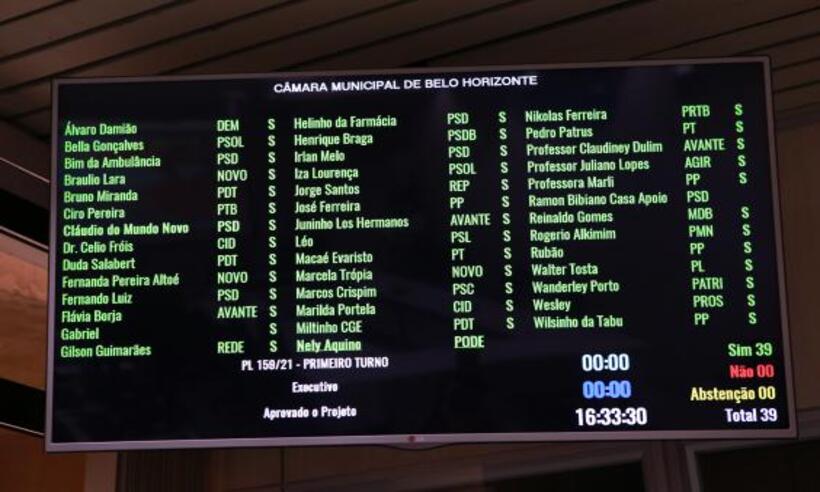 CÂMARA MUNICIPAL DE BELO HORIZONTE
Álvaro Damião DEM S Helinho da Farmácia PSD S Nikolas Ferreira PRTB S
Bella Gonçalves PSOL S Henrique Braga PSDB S Pedro Patrus PT S
Bim da Ambulância PSD S Irlan Melo PSD S Professor Claudiney Dulim AVANTE S
Braulio Lara NOVO S Iza Lourença PSOL S Professor Juliano Lopes AGIR S
Bruno Miranda PDT S Jorge Santos REP S Professora Marli PP S
Ciro Pereira PTB S José Ferreira PP S Ramon Bibiano Casa Apoio PSD
Cláudio do Mundo Novo PSD S Juninho Los Hermanos AVANTE S Reinaldo Gomes MDB S
Dr. Celio Fróis CID S Léo PSL S Rogerio Alkimim PMN S
Duda Salabert PDT S Macaé Evaristo PT S Rubão PP S
Fernanda Pereira Altoé NOVO S Marcela Trópia NOVO S Walter Tosta PL S
Fernando Luiz PSD S Marcos Crispim PSC S Wanderley Porto PATRI S
Flávia Borja AVANTE S Marilda Portela CID S Wesley PROS S
Gabriel S Miltinho CGE PDT S Wilsinho da Tabu PP S
Gilson Guimarães REDE S Nely Aquino PODE
PL 159/21 - PRIMEIRO TURNO 00:00 Sim 39
Executivo 00:00 Não 00
Aprovado o Projeto 16:33:30 Abstenção 00
Total 39